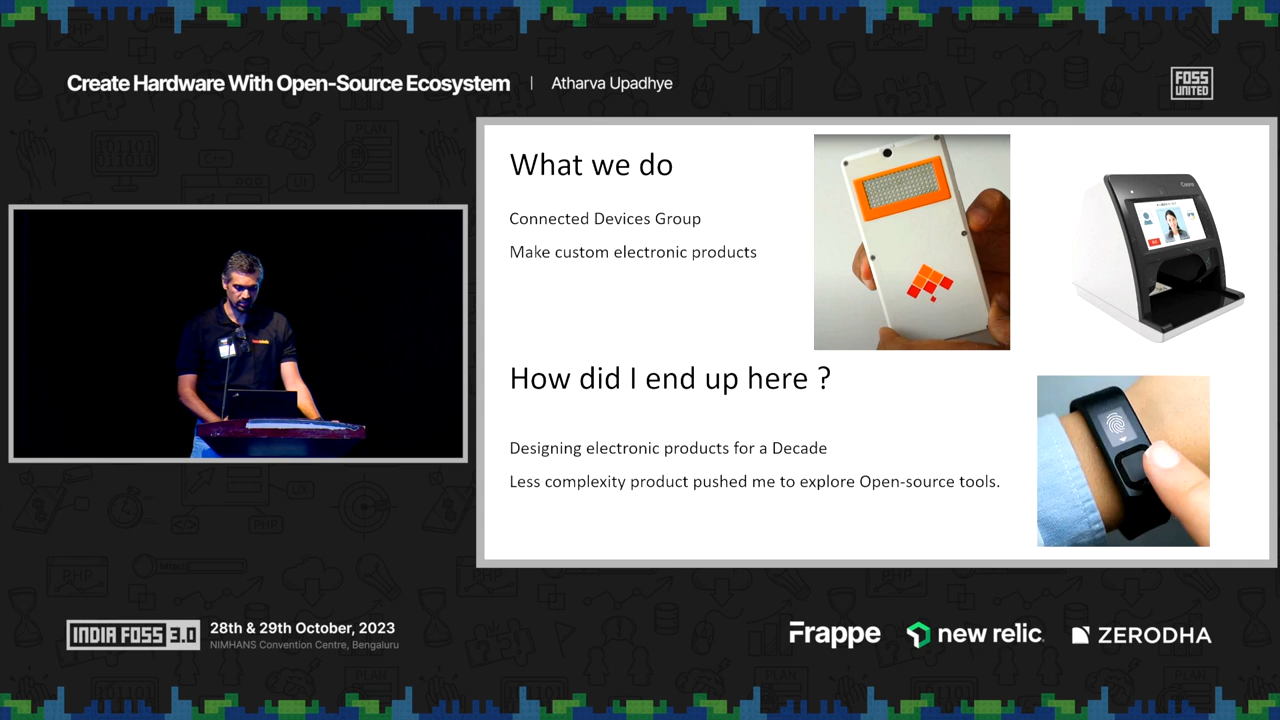 Create Hardware With Open-Source Ecosystem | Atharva Upadhye
FOSS
UNITED
What we do
Connected Devices Group
Make custom electronic products
How did I end up here ?
Designing electronic products for a Decade
Less complexity product pushed me to explore Open-source tools.
INDIA FOSS 3.0
28th & 29th October, 2023
NIMHANS Convention Centre, Bengaluru
Frappe
new relic
ZERODHA